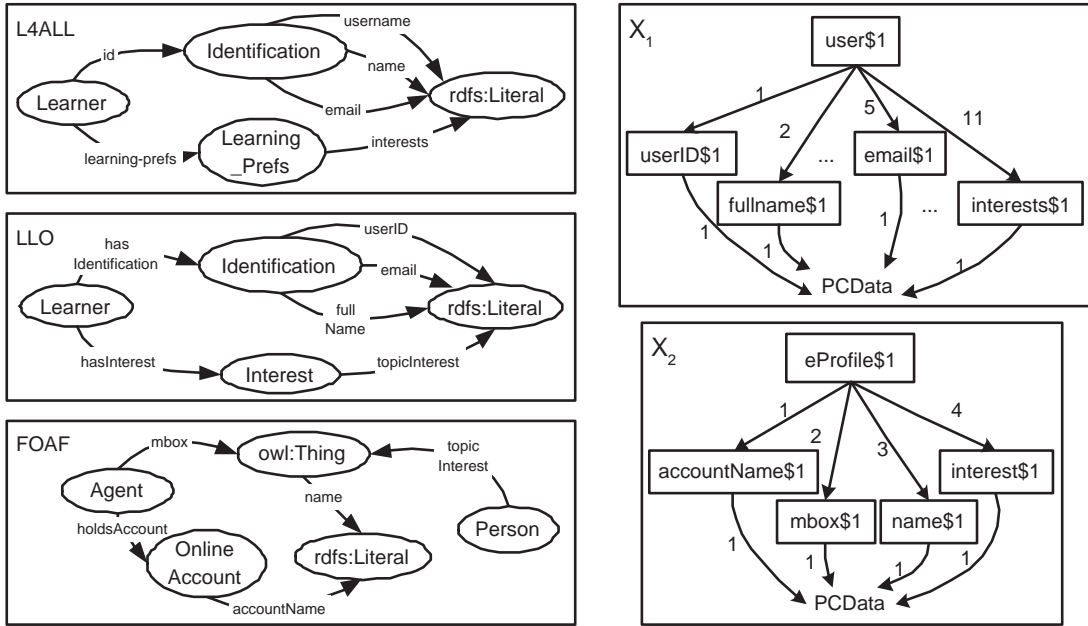 L4ALL
username
Identification
id
name
Learner
rdfs:Literal
email
Learning
_Prefs
learning-prefs
interests
LLO
has
Identification
userID
Identification
email
Learner
rdfs:Literal
full
Name
hasInterest
topicInterest
Interest
FOAF
mbox
owl:Thing
topic
Interest
Agent
name
holdsAccount
Person
Online
Account
rdfs:Literal
accountName
X1
user$1
1
5
11
2
userID$1
...
email$1
fullname$1
...
interests$1
1
1
1
1
PCData
X2
eProfile$1
1
2
3
4
accountName$1
interest$1
mbox$1
name$1
1
1
1
1
PCData